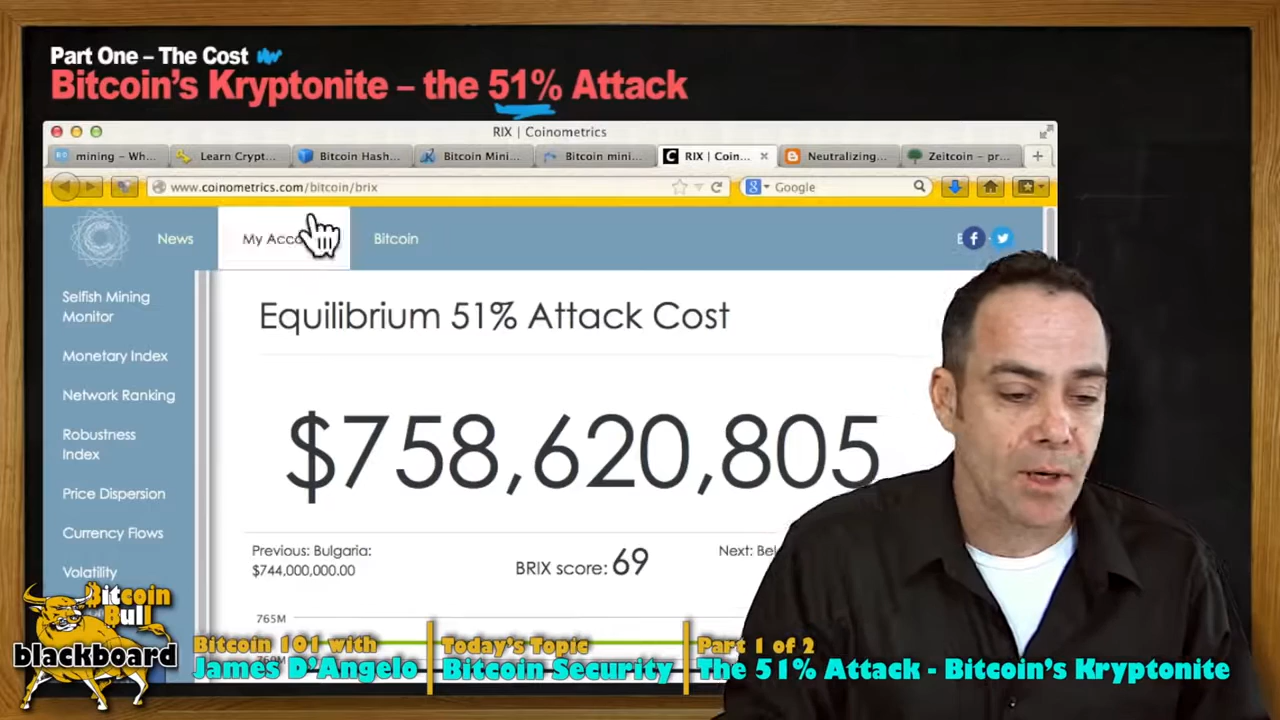 Part One – The Cost
Bitcoin's Kryptonite – the 51% Attack
RIX | Coinometrics
mining – Wh...
Learn Crypt...
Bitcoin Hash...
Bitcoin Mini...
Bitcoin mini...
RIX | Coin...
Neutralizing...
Zeitcoin – pr...
www.coinometrics.com/bitcoin/brix
Google
News
My Acco
Bitcoin
Selfish Mining
Monitor
Monetary Index
Network Ranking
Robustness
Index
Price Dispersion
Currency Flows
Volatility
Equilibrium 51% Attack Cost
$758,620,805
Previous: Bulgaria:
$744,000,000.00
BRIX score: 69
Next: Bel
765M
Bitcoin
Bull
blackboard
Bitcoin 101 with
James D'Angelo
Today's Topic
Bitcoin Security
Part 1 of 2
The 51% Attack - Bitcoin's Kryptonite